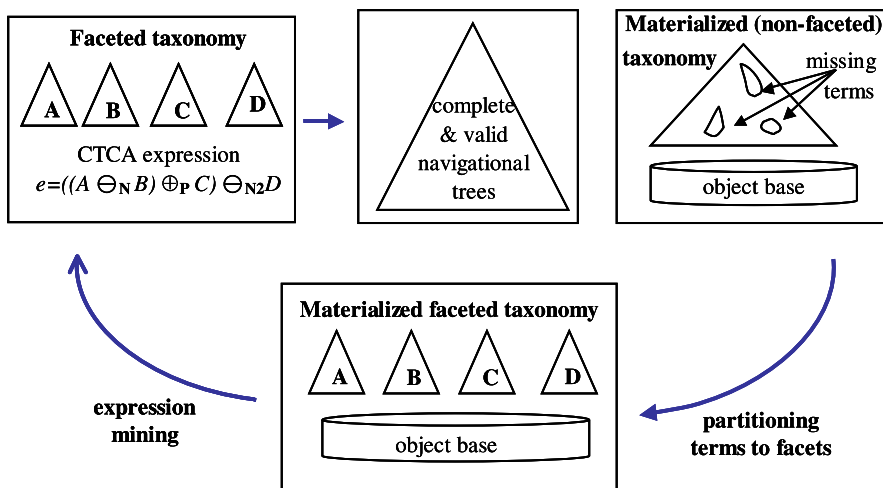 Faceted taxonomy
A B C D
CTCA expression
e=((A ⊖N B) ⊕P C) ⊖N2 D
complete
& valid
navigational
trees
Materialized (non-faceted)
taxonomy
missing
terms
object base
Materialized faceted taxonomy
A B C D
object base
expression
mining
partitioning
terms to facets